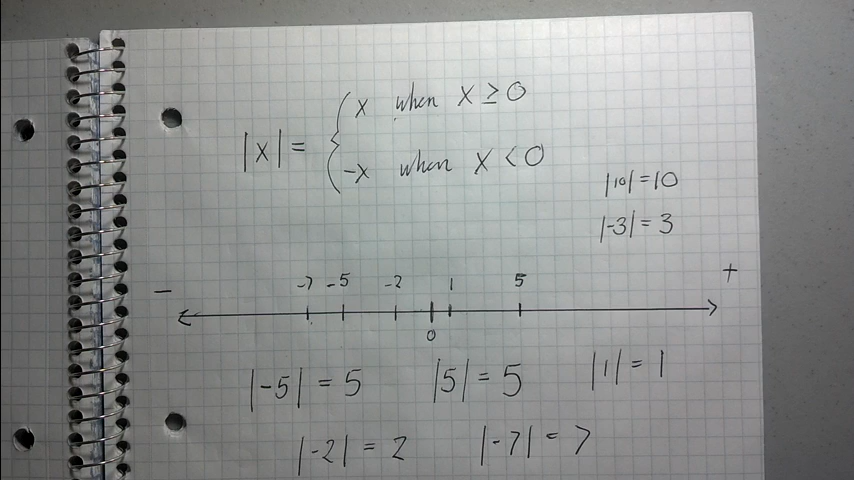 x when x ≥ 0
|x| =
-x when x < 0
|10| = 10
|-3| = 3
- +
-7 -5 -2 1 5
0
|-5| = 5 |5| = 5 |1| = 1
|-2| = 2 |-7| = 7